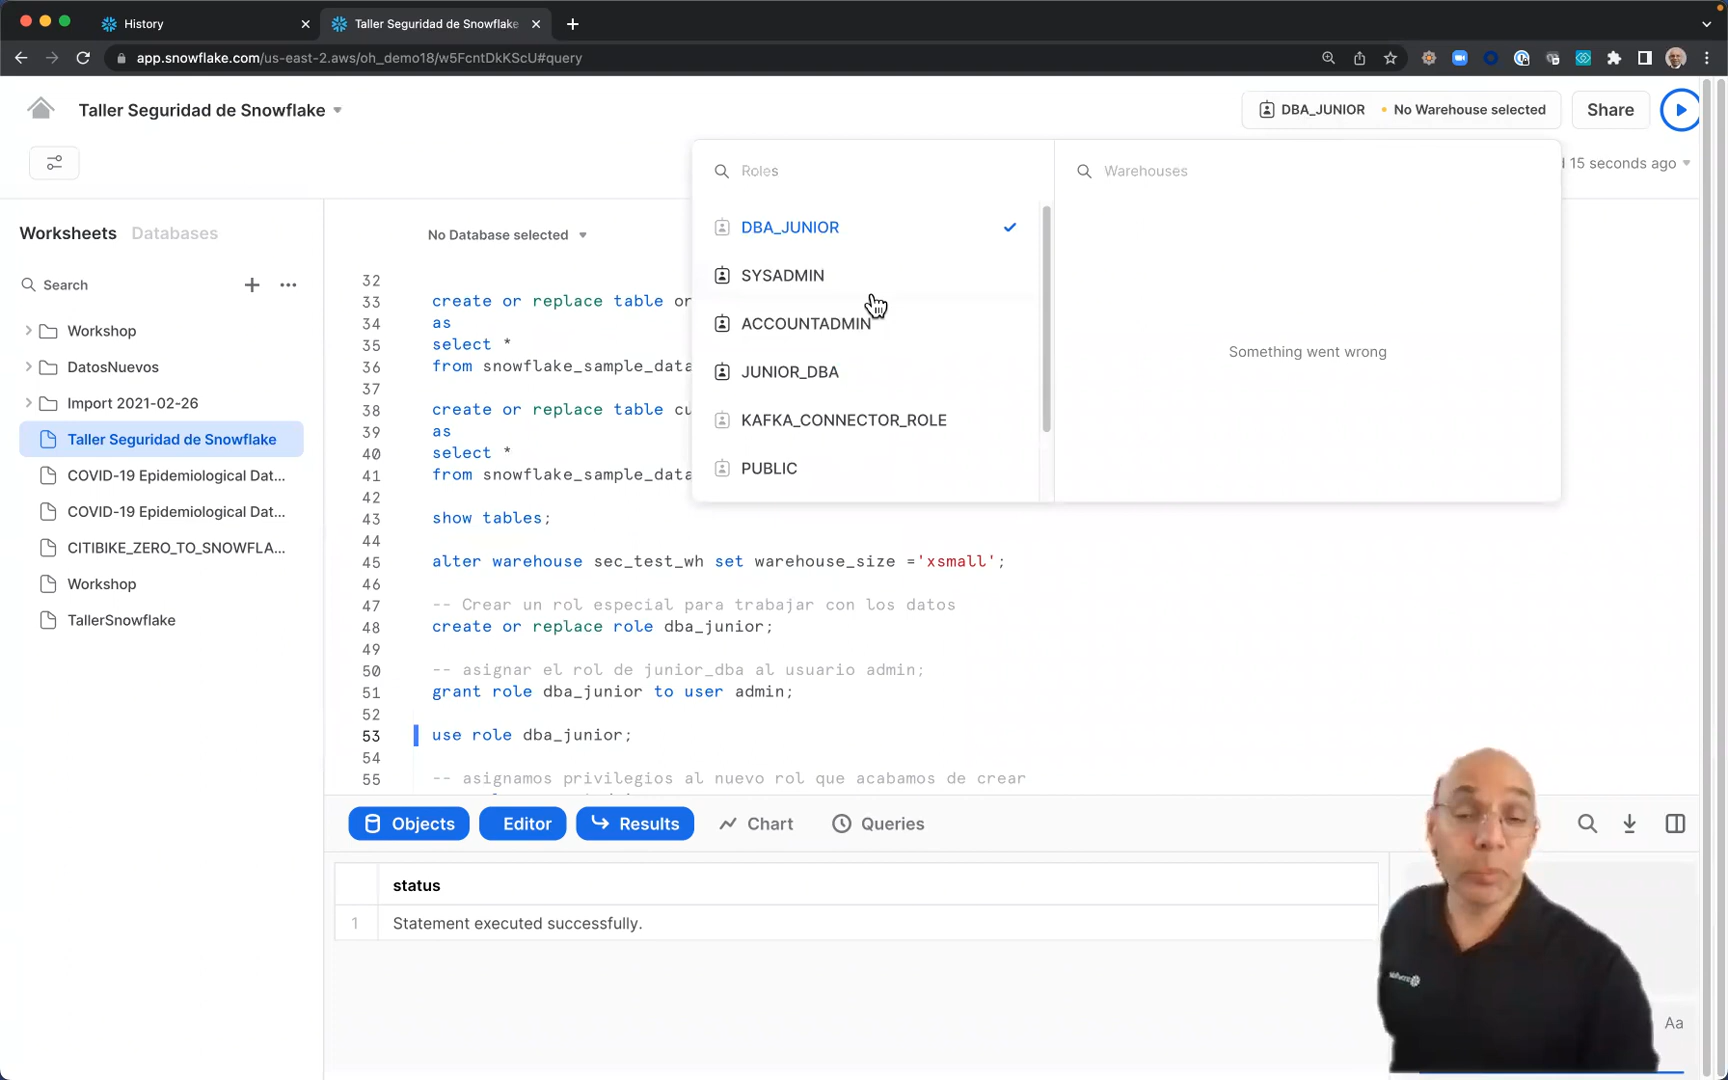 History
Taller Seguridad de Snowflake
app.snowflake.com/us-east-2.aws/oh_demo18/w5FcntDkKScU#query
Taller Seguridad de Snowflake
DBA_JUNIOR
No Warehouse selected
Share
15 seconds ago
Roles
Warehouses
DBA_JUNIOR
SYSADMIN
ACCOUNTADMIN
JUNIOR_DBA
KAFKA_CONNECTOR_ROLE
PUBLIC
Something went wrong
Worksheets
Databases
Search
Workshop
DatosNuevos
Import 2021-02-26
Taller Seguridad de Snowflake
COVID-19 Epidemiological Dat...
COVID-19 Epidemiological Dat...
CITIBIKE_ZERO_TO_SNOWFLA...
Workshop
TallerSnowflake
No Database selected
32
33 create or replace table or
34 as
35 select *
36 from snowflake_sample_data
37
38 create or replace table cu
39 as
40 select *
41 from snowflake_sample_data
42
43 show tables;
44
45 alter warehouse sec_test_wh set warehouse_size ='xsmall';
46
47 -- Crear un rol especial para trabajar con los datos
48 create or replace role dba_junior;
49
50 -- asignar el rol de junior_dba al usuario admin;
51 grant role dba_junior to user admin;
52
53 use role dba_junior;
54
55 -- asignamos privilegios al nuevo rol que acabamos de crear
Objects
Editor
Results
Chart
Queries
status
1 Statement executed successfully.
Aa